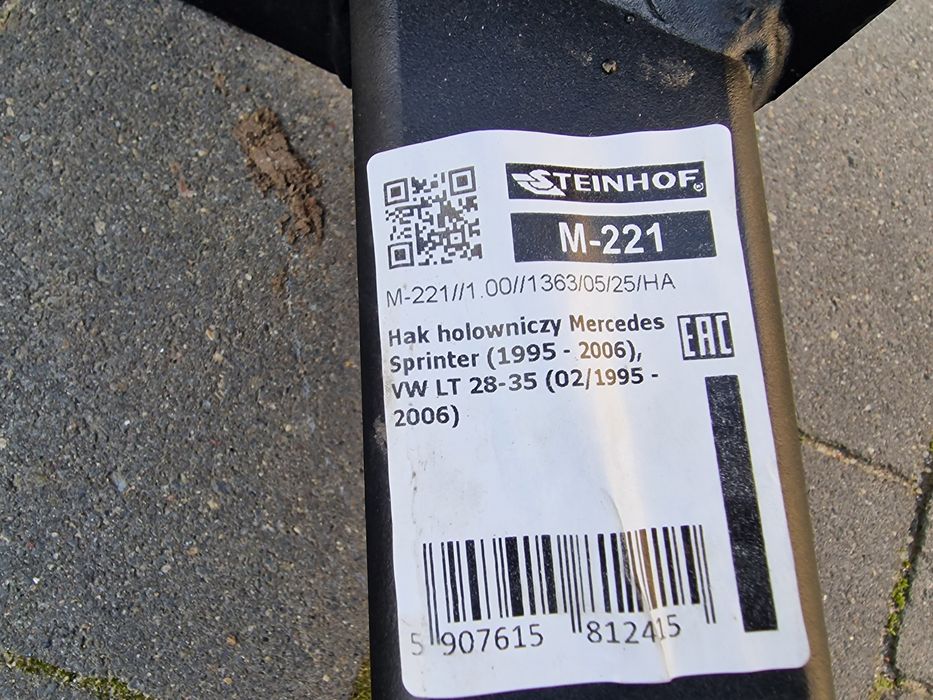 STEINHOF
M-221
M-221//1.00//1363/05/25/HA
Hak holowniczy Mercedes
Sprinter (1995 - 2006),
VW LT 28-35 (02/1995 -
2006)
EAC
5 907615 812415